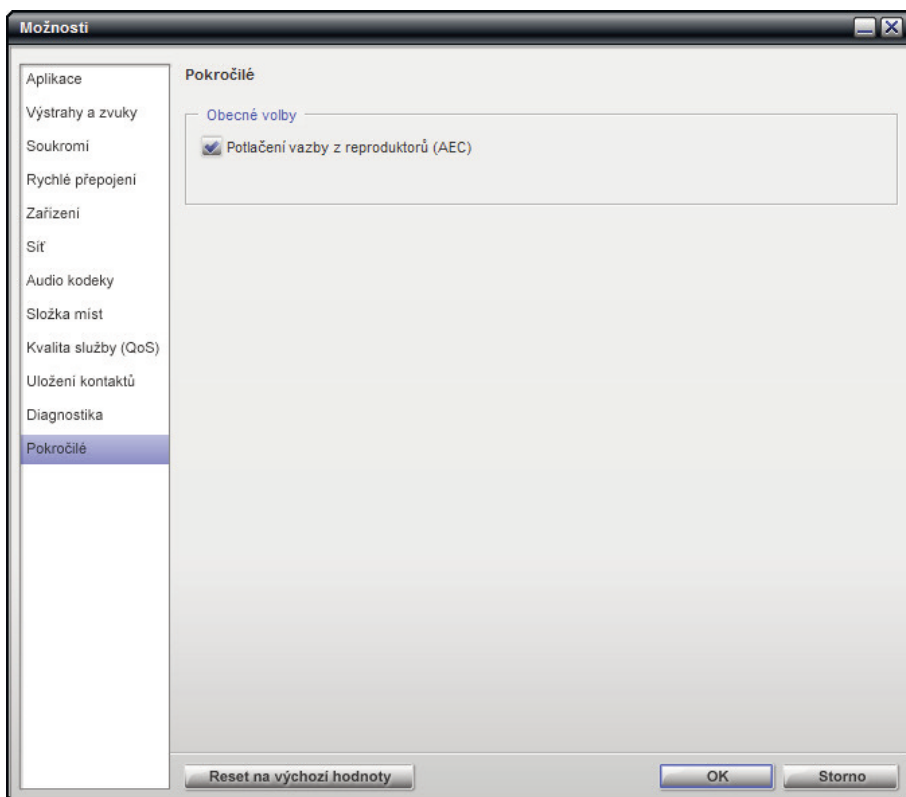 Možnosti
Aplikace
Výstrahy a zvuky
Soukromí
Rychlé přepojení
Zařízení
Síť
Audio kodeky
Složka míst
Kvalita služby (QoS)
Uložení kontaktů
Diagnostika
Pokročilé
Pokročilé
Obecné volby
Potlačení vazby z reproduktorů (AEC)
Reset na výchozí hodnoty
OK
Storno